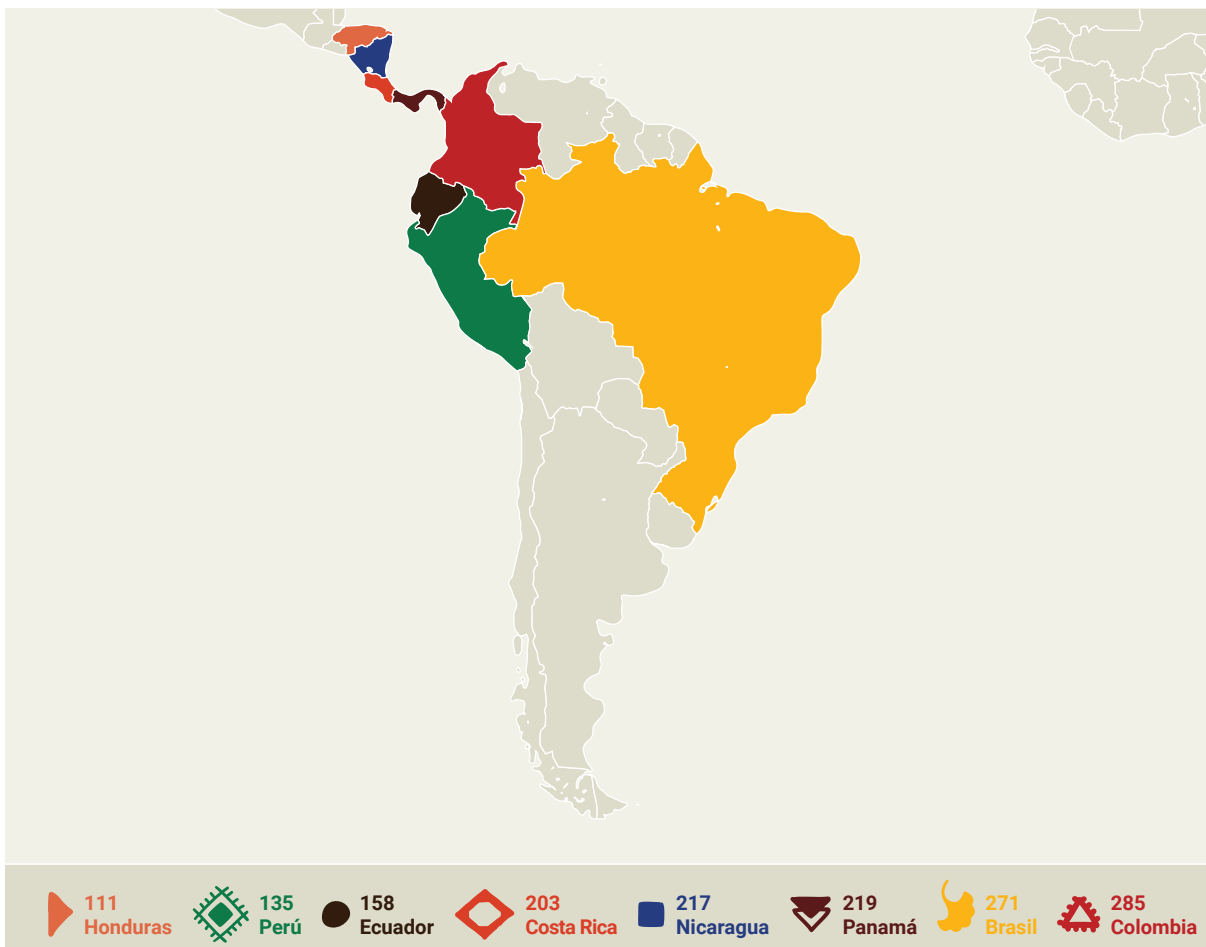 111
Honduras
135
Perú
158
Ecuador
203
Costa Rica
217
Nicaragua
219
Panamá
271
Brasil
285
Colombia